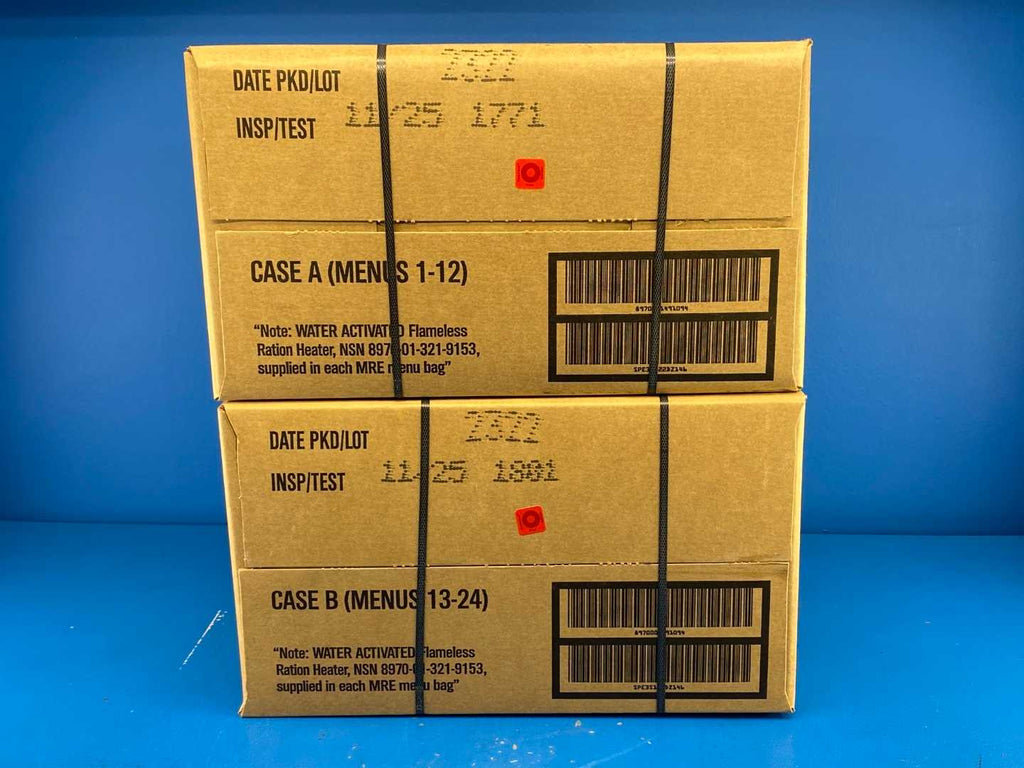 DATE PKD/LOT 2322
11/25 1771
INSP/TEST
CASE A (MENUS 1-12)
“Note: WATER ACTIVATED Flameless
Ration Heater, NSN 8970-01-321-9153,
supplied in each MRE menu bag”
DATE PKD/LOT 2322
11/25 1801
INSP/TEST
CASE B (MENUS 13-24)
“Note: WATER ACTIVATED Flameless
Ration Heater, NSN 8970-01-321-9153,
supplied in each MRE menu bag”